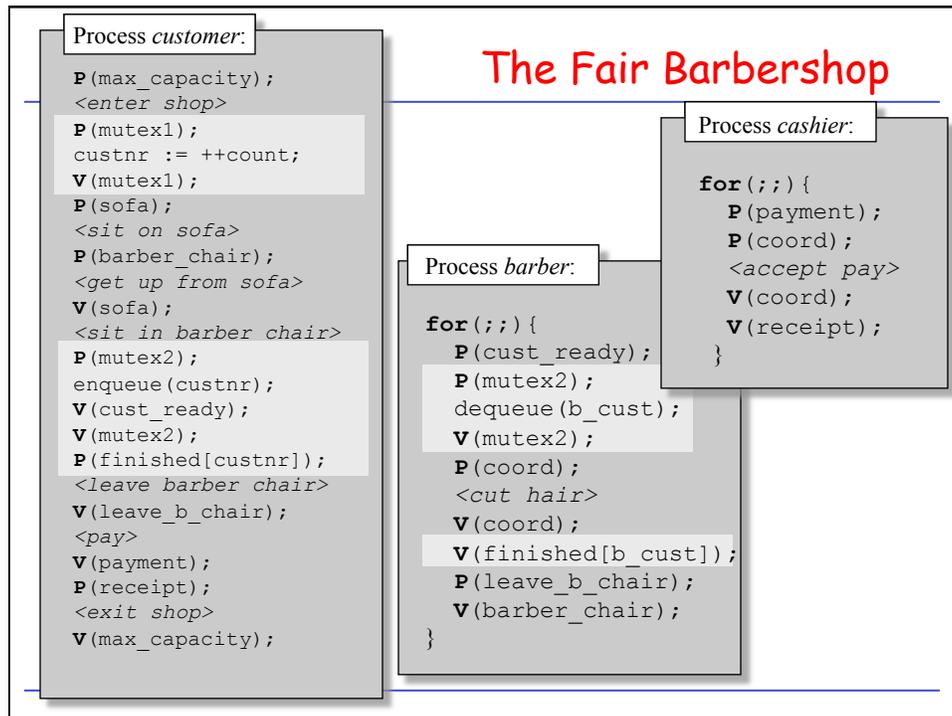 The Fair Barbershop
Process customer:
P(max_capacity);
<enter shop>
P(mutex1);
custnr := ++count;
V(mutex1);
P(sofa);
<sit on sofa>
P(barber_chair);
<get up from sofa>
V(sofa);
<sit in barber chair>
P(mutex2);
enqueue(custnr);
V(cust_ready);
V(mutex2);
P(finished[custnr]);
<leave barber chair>
V(leave_b_chair);
<pay>
V(payment);
P(receipt);
<exit shop>
V(max_capacity);
Process barber:
for(;;){
P(cust_ready);
P(mutex2);
dequeue(b_cust);
V(mutex2);
P(coord);
<cut hair>
V(coord);
V(finished[b_cust]);
P(leave_b_chair);
V(barber_chair);
}
Process cashier:
for(;;){
P(payment);
P(coord);
<accept pay>
V(coord);
V(receipt);
}